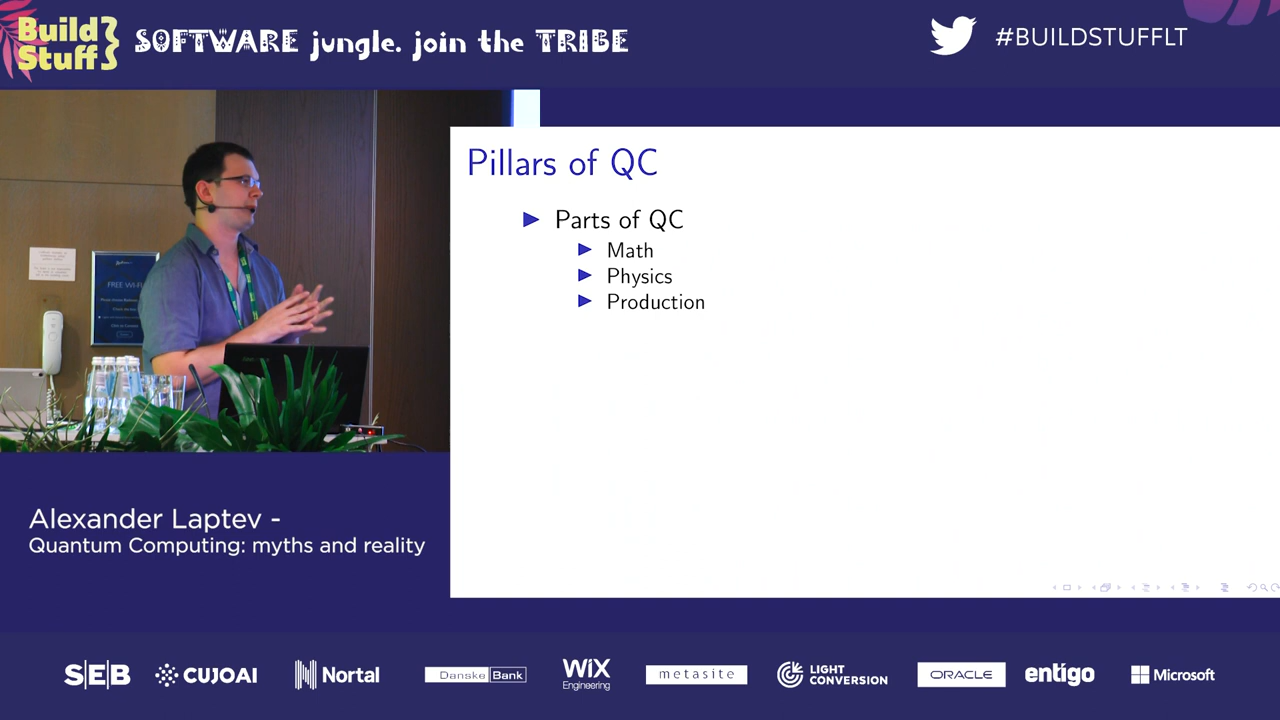 Build
Stuff
SOFTWARE jungle. join the TRIBE
#BUILDSTUFFLT
Pillars of QC
Parts of QC
Math
Physics
Production
FREE WI-FI
Alexander Laptev -
Quantum Computing: myths and reality
SEB
CUJOAI
Nortal
Danske Bank
WiX
Engineering
metasite
LIGHT
CONVERSION
ORACLE
entigo
Microsoft